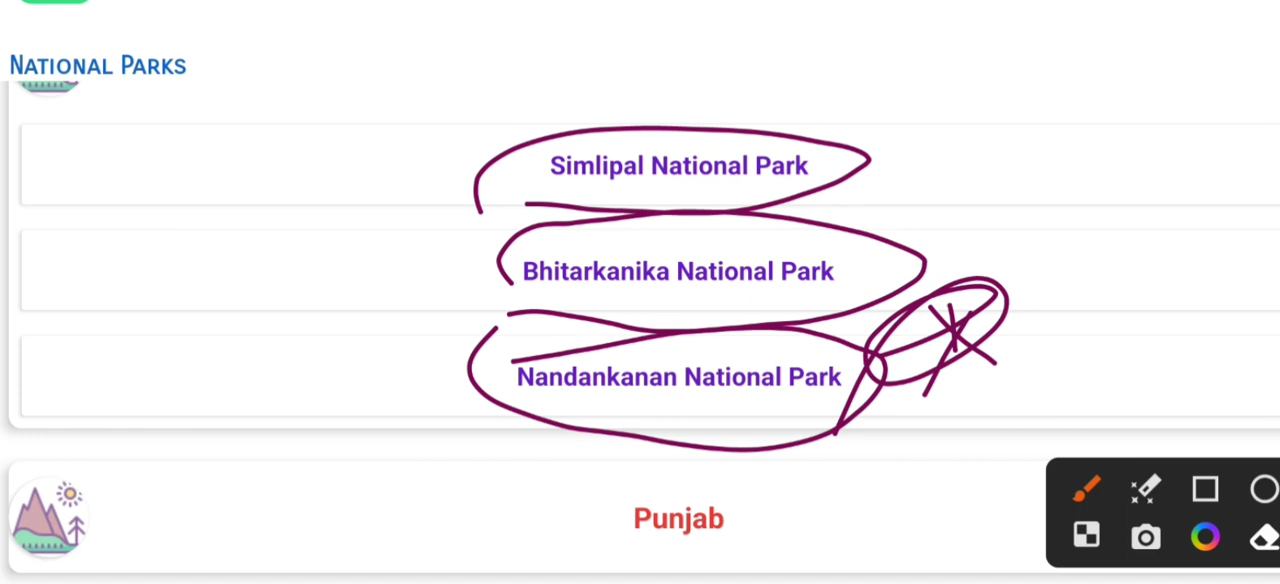 NATIONAL PARKS
Simlipal National Park
Bhitarkanika National Park
Nandankanan National Park
Punjab